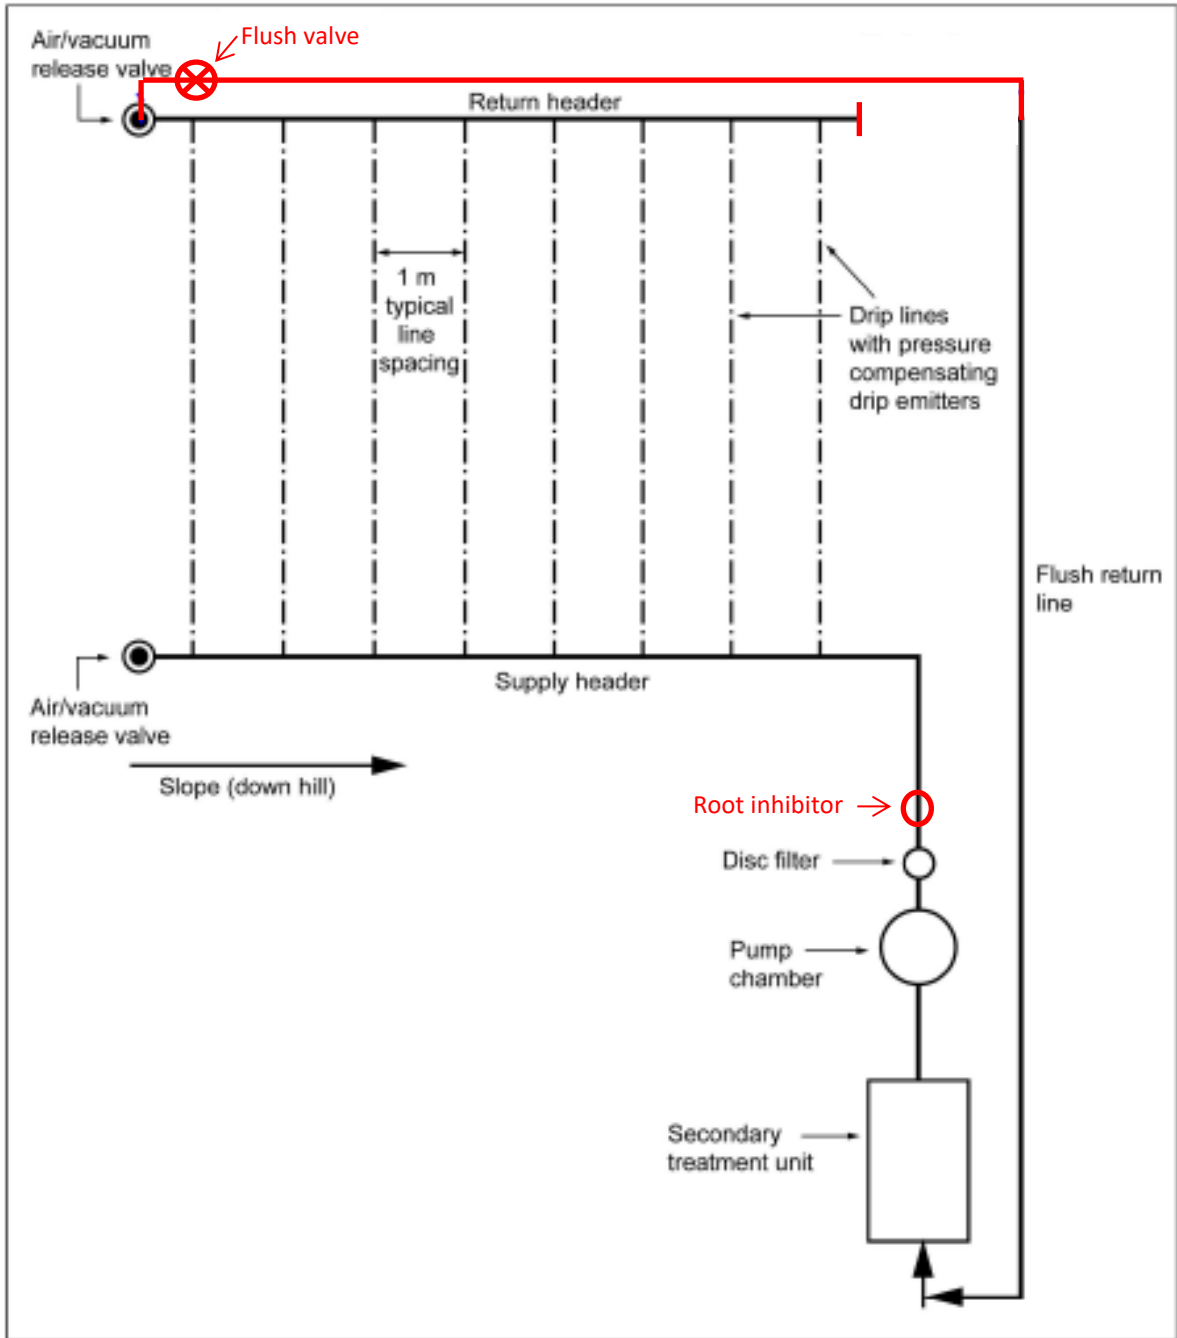 Air/vacuum
release valve
Flush valve
Return header
1 m
typical
line
spacing
Drip lines
with pressure
compensating
drip emitters
Flush return
line
Supply header
Air/vacuum
release valve
Slope (down hill)
Root inhibitor
Disc filter
Pump
chamber
Secondary
treatment unit